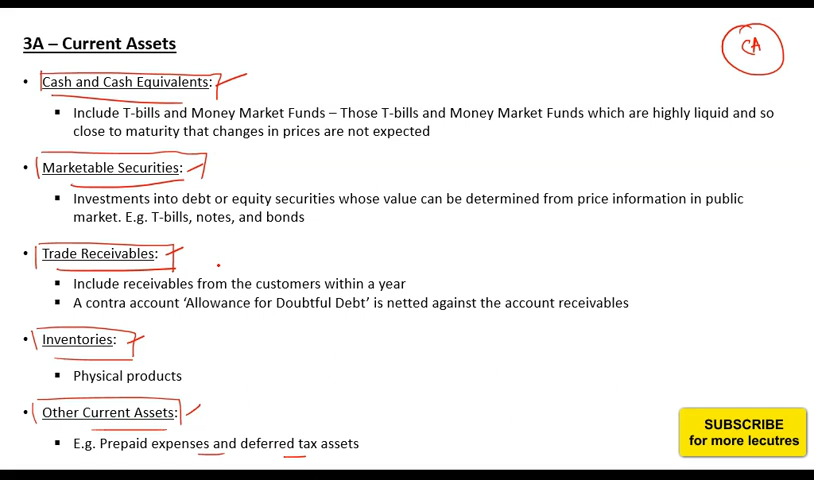 3A – Current Assets
CA
• Cash and Cash Equivalents:
▪ Include T-bills and Money Market Funds – Those T-bills and Money Market Funds which are highly liquid and so
close to maturity that changes in prices are not expected
• Marketable Securities:
▪ Investments into debt or equity securities whose value can be determined from price information in public
market. E.g. T-bills, notes, and bonds
• Trade Receivables:
▪ Include receivables from the customers within a year
▪ A contra account ‘Allowance for Doubtful Debt’ is netted against the account receivables
• Inventories:
▪ Physical products
• Other Current Assets:
▪ E.g. Prepaid expenses and deferred tax assets
SUBSCRIBE
for more lecutres